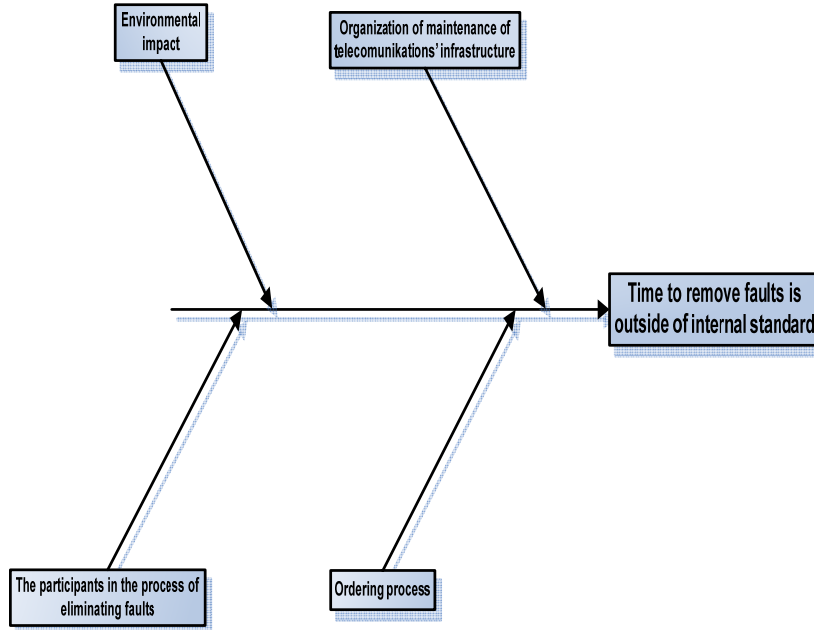 Environmental
impact
Organization of maintenance of
telecomunikations' infrastructure
Time to remove faults is
outside of internal standard
The participants in the process of
eliminating faults
Ordering process